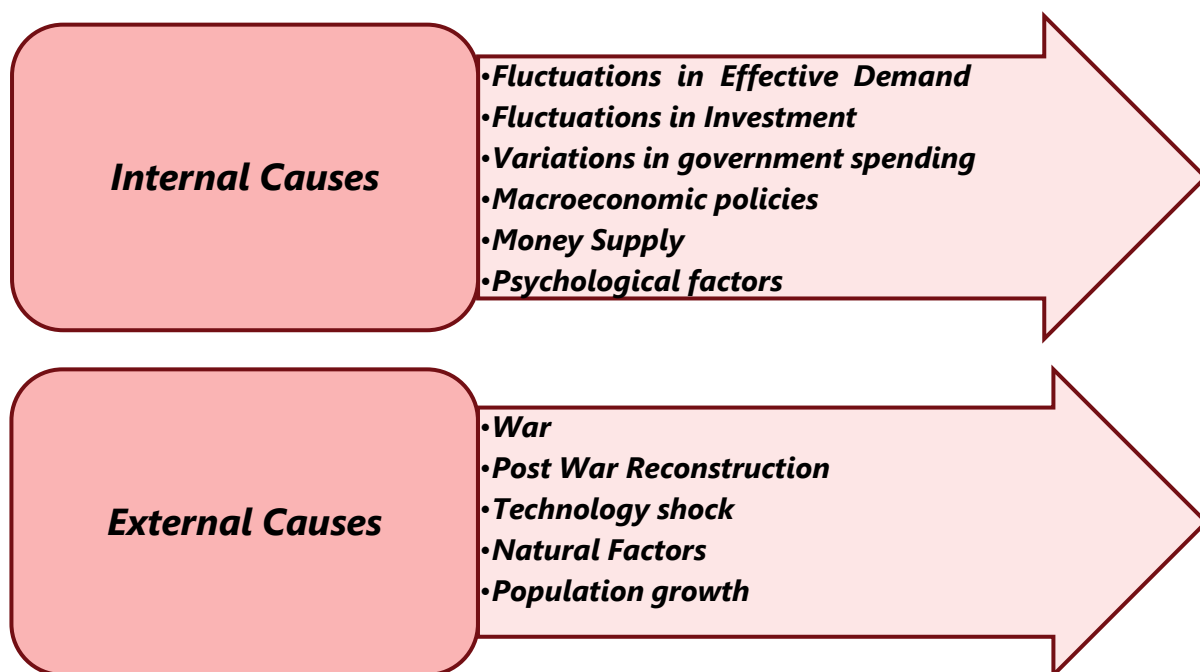 Internal Causes
•Fluctuations in Effective Demand
•Fluctuations in Investment
•Variations in government spending
•Macroeconomic policies
•Money Supply
•Psychological factors
External Causes
•War
•Post War Reconstruction
•Technology shock
•Natural Factors
•Population growth